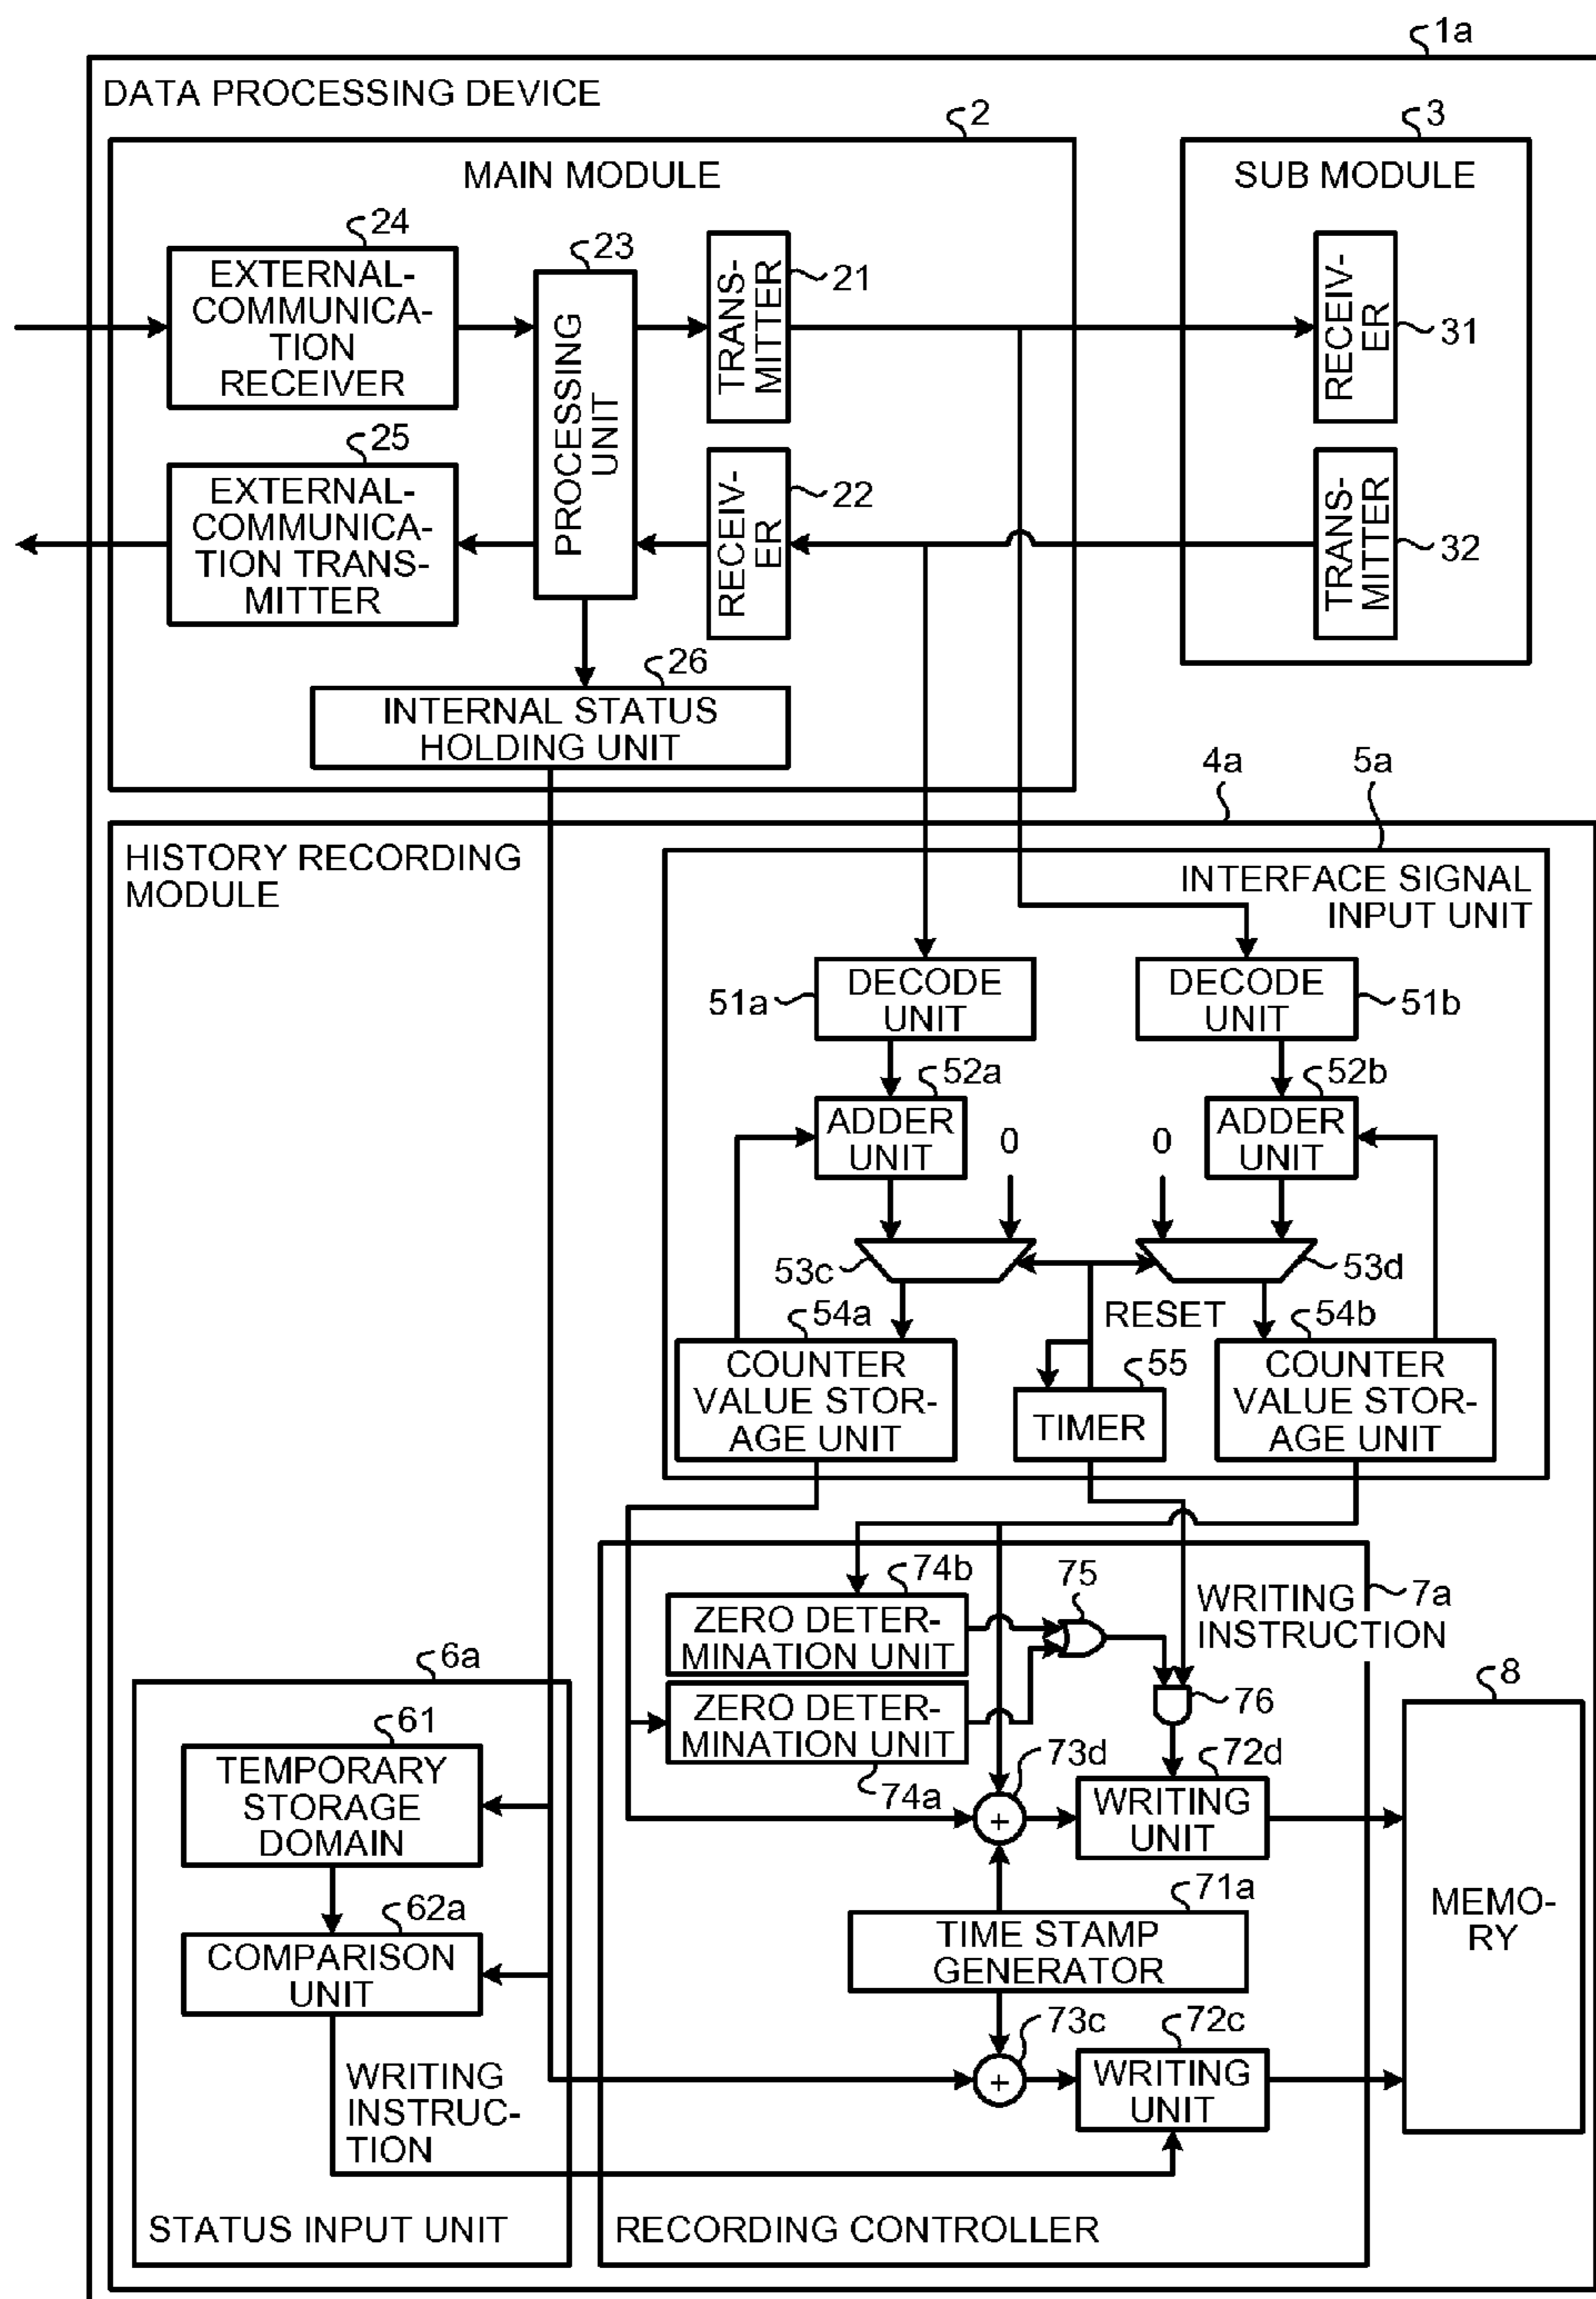 1a
DATA PROCESSING DEVICE
2
3
MAIN MODULE
SUB MODULE
24
23
21
EXTERNAL-
COMMUNICA-
TION
RECEIVER
PROCESSING
UNIT
TRANS-
MITTER
RECEIV-
ER
31
25
22
EXTERNAL-
COMMUNICA-
TION TRANS-
MITTER
RECEIV-
ER
TRANS-
MITTER
32
26
INTERNAL STATUS
HOLDING UNIT
4a
5a
HISTORY RECORDING
MODULE
INTERFACE SIGNAL
INPUT UNIT
51a
DECODE
UNIT
DECODE
UNIT
51b
52a
52b
ADDER
UNIT
0
0
ADDER
UNIT
53c
53d
54a
RESET
54b
COUNTER
VALUE STOR-
AGE UNIT
55
TIMER
COUNTER
VALUE STOR-
AGE UNIT
74b
75
7a
ZERO DETER-
MINATION UNIT
WRITING
INSTRUCTION
6a
8
ZERO DETER-
MINATION UNIT
76
61
73d
72d
74a
TEMPORARY
STORAGE
DOMAIN
+
WRITING
UNIT
71a
62a
TIME STAMP
GENERATOR
MEMO-
RY
COMPARISON
UNIT
73c
72c
WRITING
INSTRUC-
TION
+
WRITING
UNIT
STATUS INPUT UNIT
RECORDING CONTROLLER